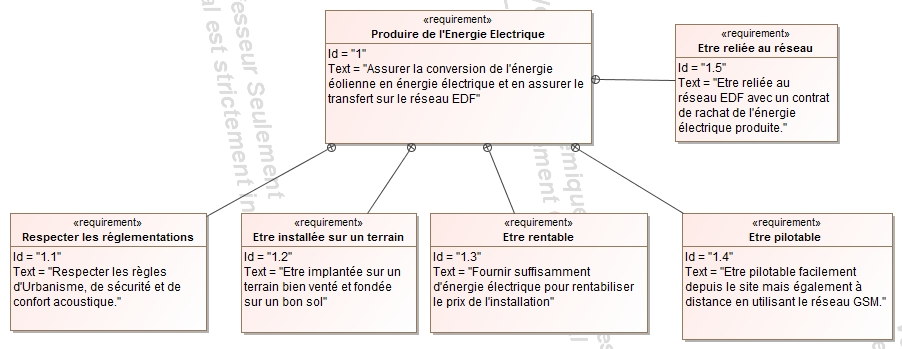 «requirement»
Produire de l'Energie Electrique
Id = "1"
Text = "Assurer la conversion de l'énergie
éolienne en énergie électrique et en assurer le
transfert sur le réseau EDF"
«requirement»
Etre reliée au réseau
Id = "1.5"
Text = "Etre reliée au
réseau EDF avec un contrat
de rachat de l'énergie
électrique produite."
«requirement»
Respecter les réglementations
Id = "1.1"
Text = "Respecter les règles
d'Urbanisme, de sécurité et de
confort acoustique."
«requirement»
Etre installée sur un terrain
Id = "1.2"
Text = "Etre implantée sur un
terrain bien venté et fondée
sur un bon sol"
«requirement»
Etre rentable
Id = "1.3"
Text = "Fournir suffisamment
d'énergie électrique pour rentabiliser
le prix de l'installation"
«requirement»
Etre pilotable
Id = "1.4"
Text = "Etre pilotable facilement
depuis le site mais également à
distance en utilisant le réseau GSM."
fesseur Seulement
al est strictement in